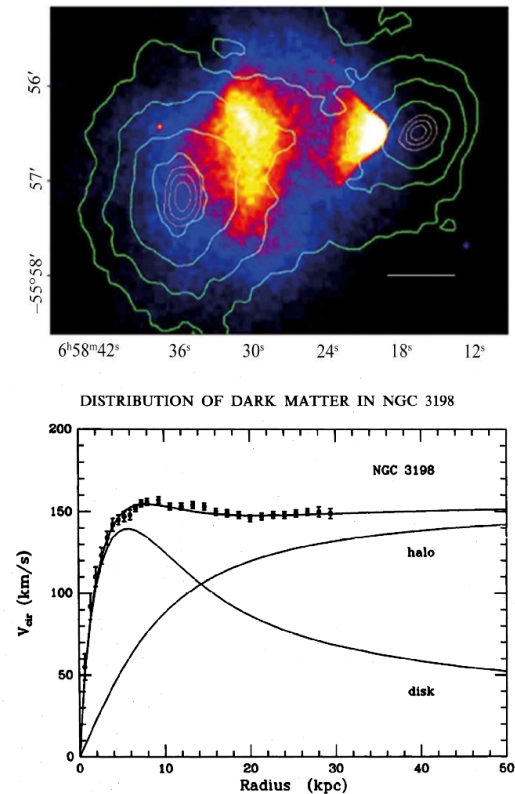 56′
57′
−55°58′
6ʰ58ᵐ42ˢ 36ˢ 30ˢ 24ˢ 18ˢ 12ˢ
DISTRIBUTION OF DARK MATTER IN NGC 3198
200
NGC 3198
150
halo
100
V_cir (km/s)
50
disk
0
0 10 20 30 40 50
Radius (kpc)